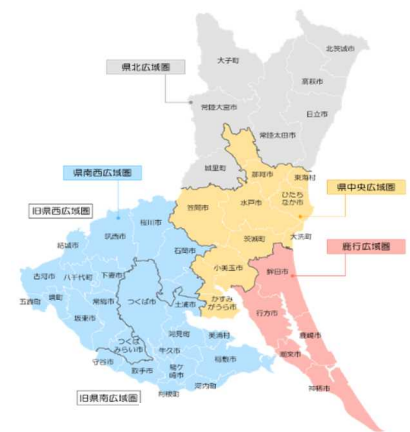 北茨城市
大子町
県北広域圏
高萩市
常陸大宮市
日立市
常陸太田市
城里町
県南西広域圏
那珂市
東海村
県中央広域圏
ひたち
なか市
水戸市
笠間市
旧県西広域圏
桜川市
大洗町
茨城町
筑西市
結城市
石岡市
鹿行広域圏
小美玉市
鉾田市
古河市
八千代町
下妻市
五霞町
境町
常総市
つくば市
土浦市
かすみ
がうら市
坂東市
行方市
鹿嶋市
阿見町
美浦村
つくば
みらい市
牛久市
稲敷市
潮来市
守谷市
取手市
龍ケ
崎市
河内町
利根町
神栖市
旧県南広域圏